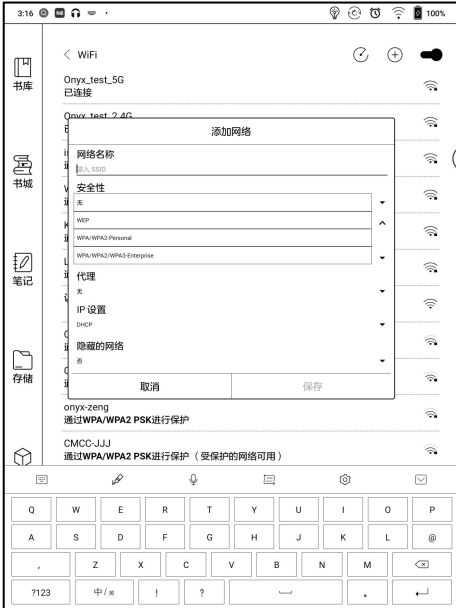 3:16
100%
WiFi
书库
Onyx_test_5G
已连接
Onyx_test_2.4G
添加网络
网络名称
输入 SSID
书城
安全性
无
WEP
WPA/WPA2-Personal
WPA/WPA2/WPA3-Enterprise
笔记
代理
无
IP 设置
DHCP
隐藏的网络
否
存储
取消
保存
onyx-zeng
通过WPA/WPA2 PSK进行保护
CMCC-JJJ
通过WPA/WPA2 PSK进行保护（受保护的网络可用）
Q W E R T Y U I O P
A S D F G H J K L @
, Z X C V B N M
?123 中/英 ! ? 。